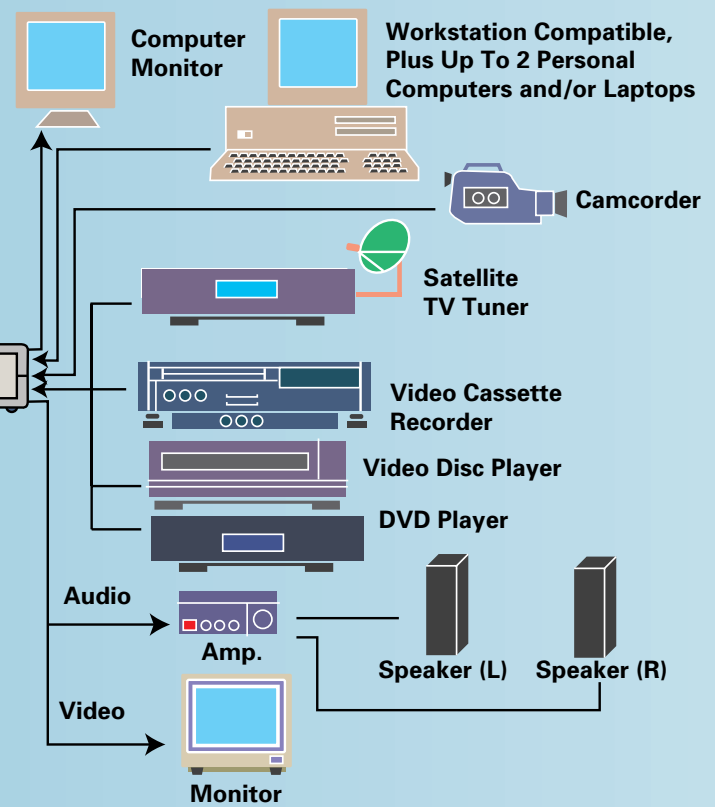 Computer
Monitor
Workstation Compatible,
Plus Up To 2 Personal
Computers and/or Laptops
Camcorder
Satellite
TV Tuner
Video Cassette
Recorder
Video Disc Player
DVD Player
Audio
Amp.
Speaker (L)
Speaker (R)
Video
Monitor